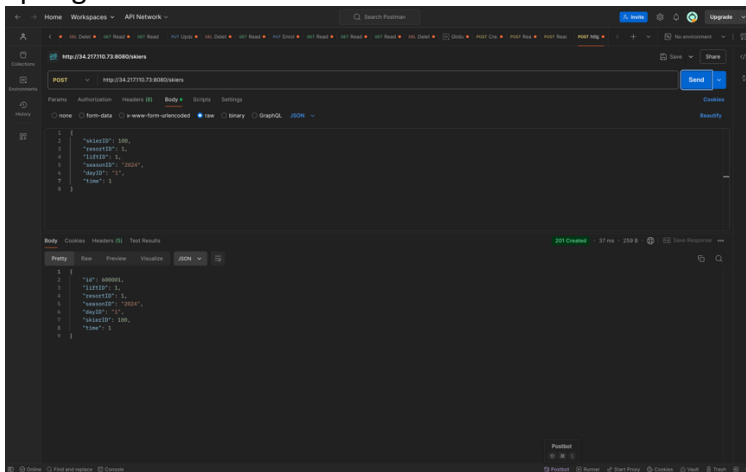 Home Workspaces API Network
Search Postman
Invite
Upgrade
No environment
http://34.217.110.73:8080/skiers
Save
Share
POST
http://34.217.110.73:8080/skiers
Send
Params Authorization Headers (8) Body Scripts Settings
Cookies
none form-data x-www-form-urlencoded raw binary GraphQL JSON
Beautify
Collections
Environments
History
1 {
2 "skierID": 100,
3 "resortID": 1,
4 "liftID": 1,
5 "seasonID": "2024",
6 "dayID": "1",
7 "time": 1
8 }
Body Cookies Headers (5) Test Results
201 Created 37 ms 259 B Save Response
Pretty Raw Preview Visualize JSON
1 {
2 "id": 600001,
3 "liftID": 1,
4 "resortID": 1,
5 "seasonID": "2024",
6 "dayID": "1",
7 "skierID": 100,
8 "time": 1
9 }
Postbot
Online Find and replace Console
Postbot Runner Start Proxy Cookies Vault Trash